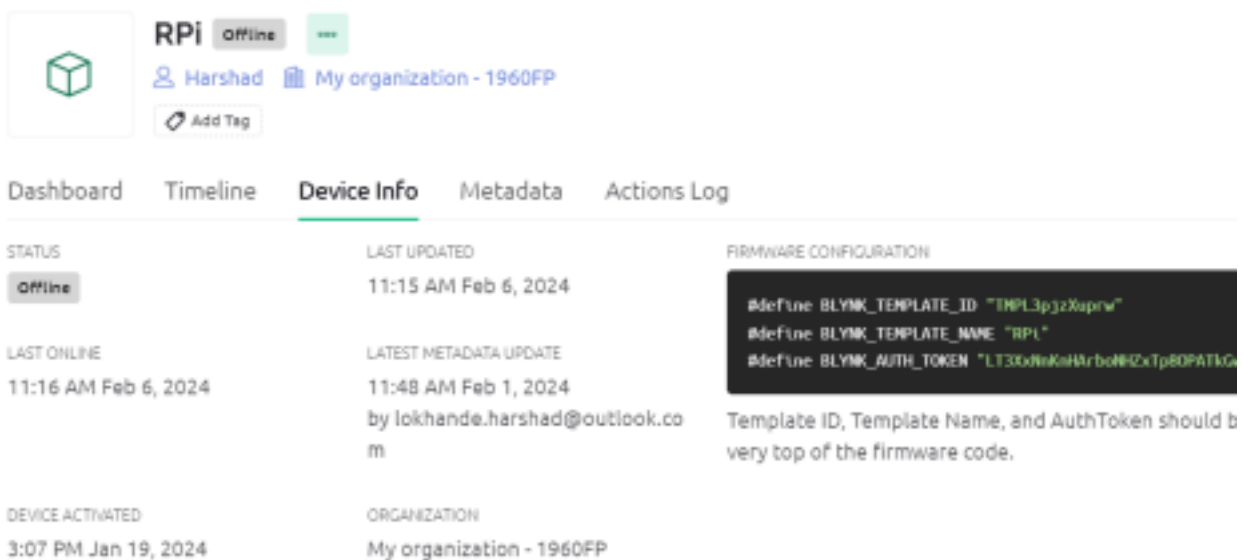 RPi Offline
Harshad My organization - 1960FP
Add Tag
Dashboard Timeline Device Info Metadata Actions Log
STATUS
Offline
LAST UPDATED
11:15 AM Feb 6, 2024
FIRMWARE CONFIGURATION
#define BLYNK_TEMPLATE_ID
#define BLYNK_TEMPLATE_NAME "RPi"
#define BLYNK_AUTH_TOKEN
Template ID, Template Name, and AuthToken should b
very top of the firmware code.
LAST ONLINE
11:16 AM Feb 6, 2024
LATEST METADATA UPDATE
11:48 AM Feb 1, 2024
by lokhande.harshad@outlook.co
m
DEVICE ACTIVATED
3:07 PM Jan 19, 2024
ORGANIZATION
My organization - 1960FP